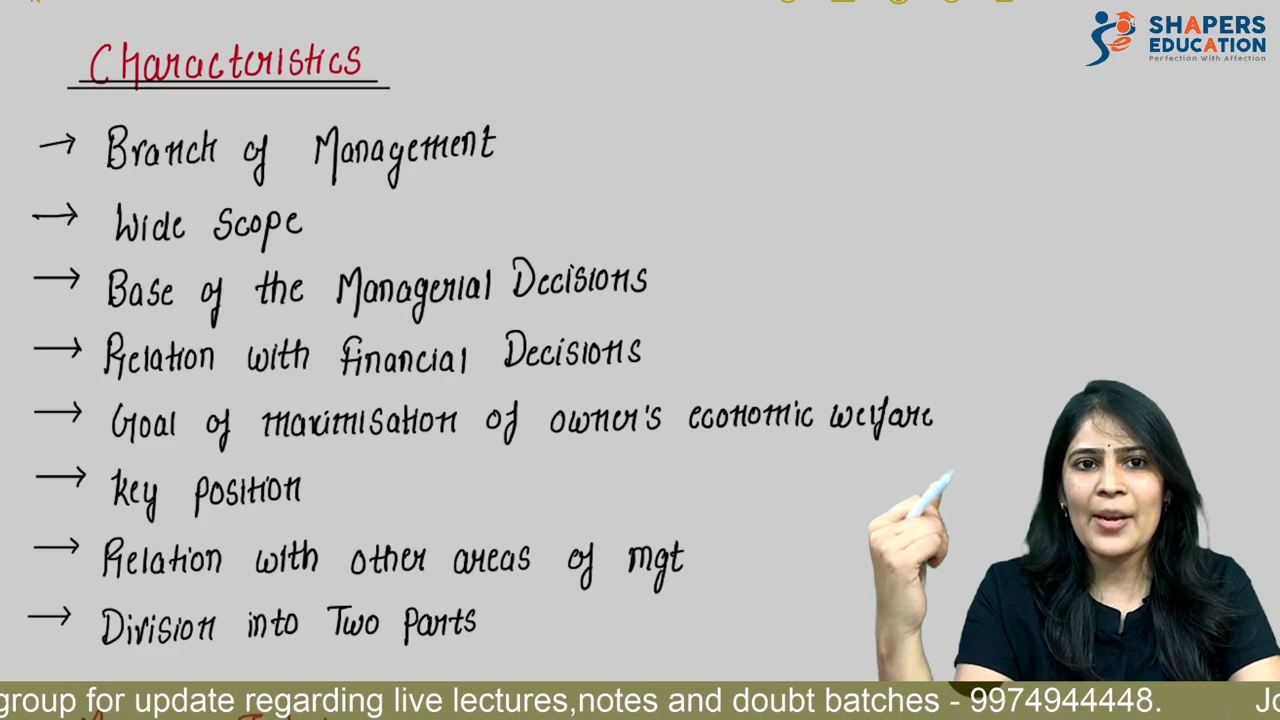 SHAPERS
EDUCATION
Perfection With Affection
Characteristics
→ Branch of Management
→ Wide Scope
→ Base of the Managerial Decisions
→ Relation with financial Decisions
→ Goal of maximisation of owner's economic welfare
→ key position
→ Relation with other areas of mgt
→ Division into Two parts
group for update regarding live lectures,notes and doubt batches - 9974944448. Jo